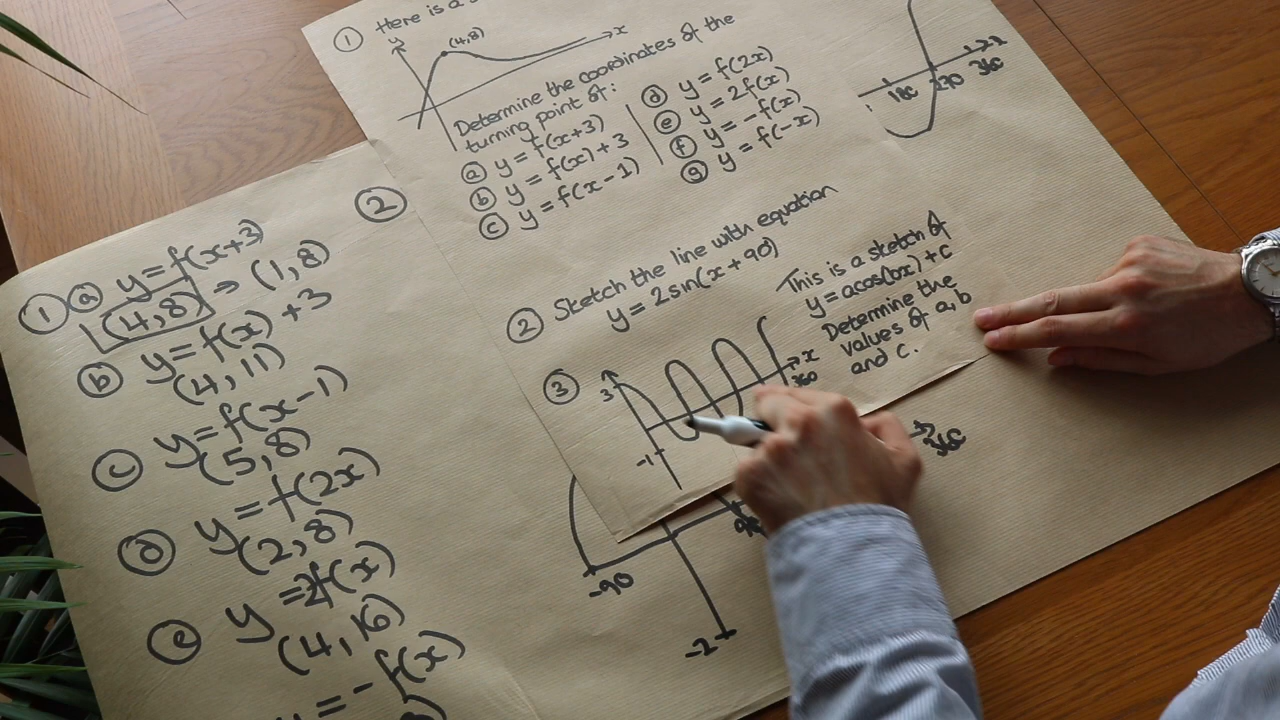 ① Here is a
y
(4,8)
x
Determine the coordinates of the
turning point of:
ⓐ y = f(x+3)
ⓑ y = f(x) + 3
ⓒ y = f(x-1)
ⓓ y = f(2x)
ⓔ y = 2f(x)
ⓕ y = -f(x)
ⓖ y = f(-x)
② Sketch the line with equation
y = 2sin(x + 90)
③
3
-1
x
360
This is a sketch of
y = acos(bx) + c
Determine the
values of a, b
and c.
① ⓐ y = f(x+3)
(4,8) → (1,8)
ⓑ y = f(x) + 3
(4, 11)
ⓒ y = f(x-1)
(5,8)
ⓓ y = f(2x)
(2,8)
ⓔ y = 2f(x)
(4, 16)
y = -f(x)
②
180
270
360
x
-90
-2
360